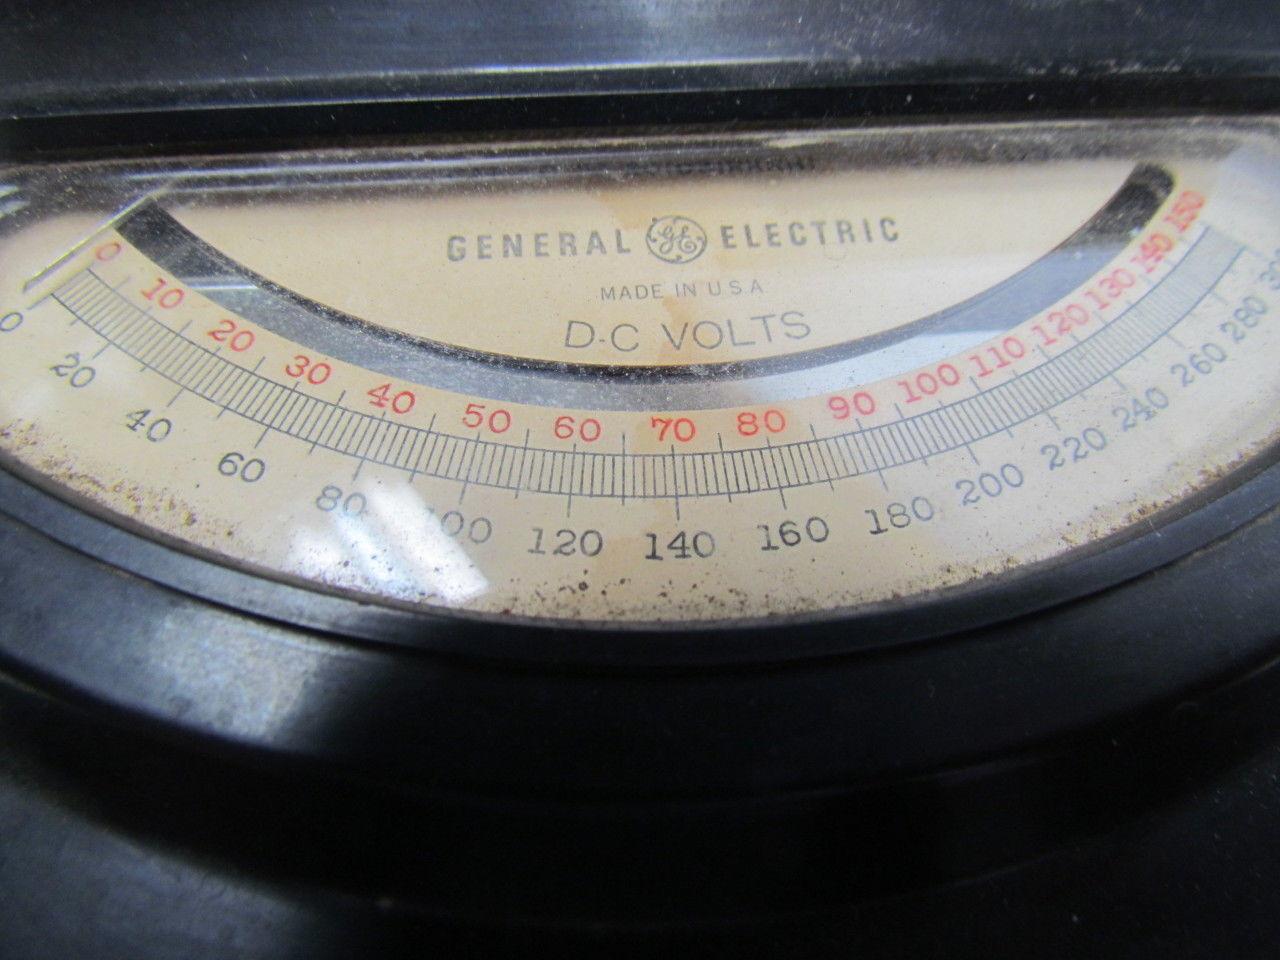 GENERAL GE ELECTRIC
MADE IN U.S.A
D-C VOLTS
0 10 20 30 40 50 60 70 80 90 100 110 120 130 140 150
0 20 40 60 80 100 120 140 160 180 200 220 240 260 280